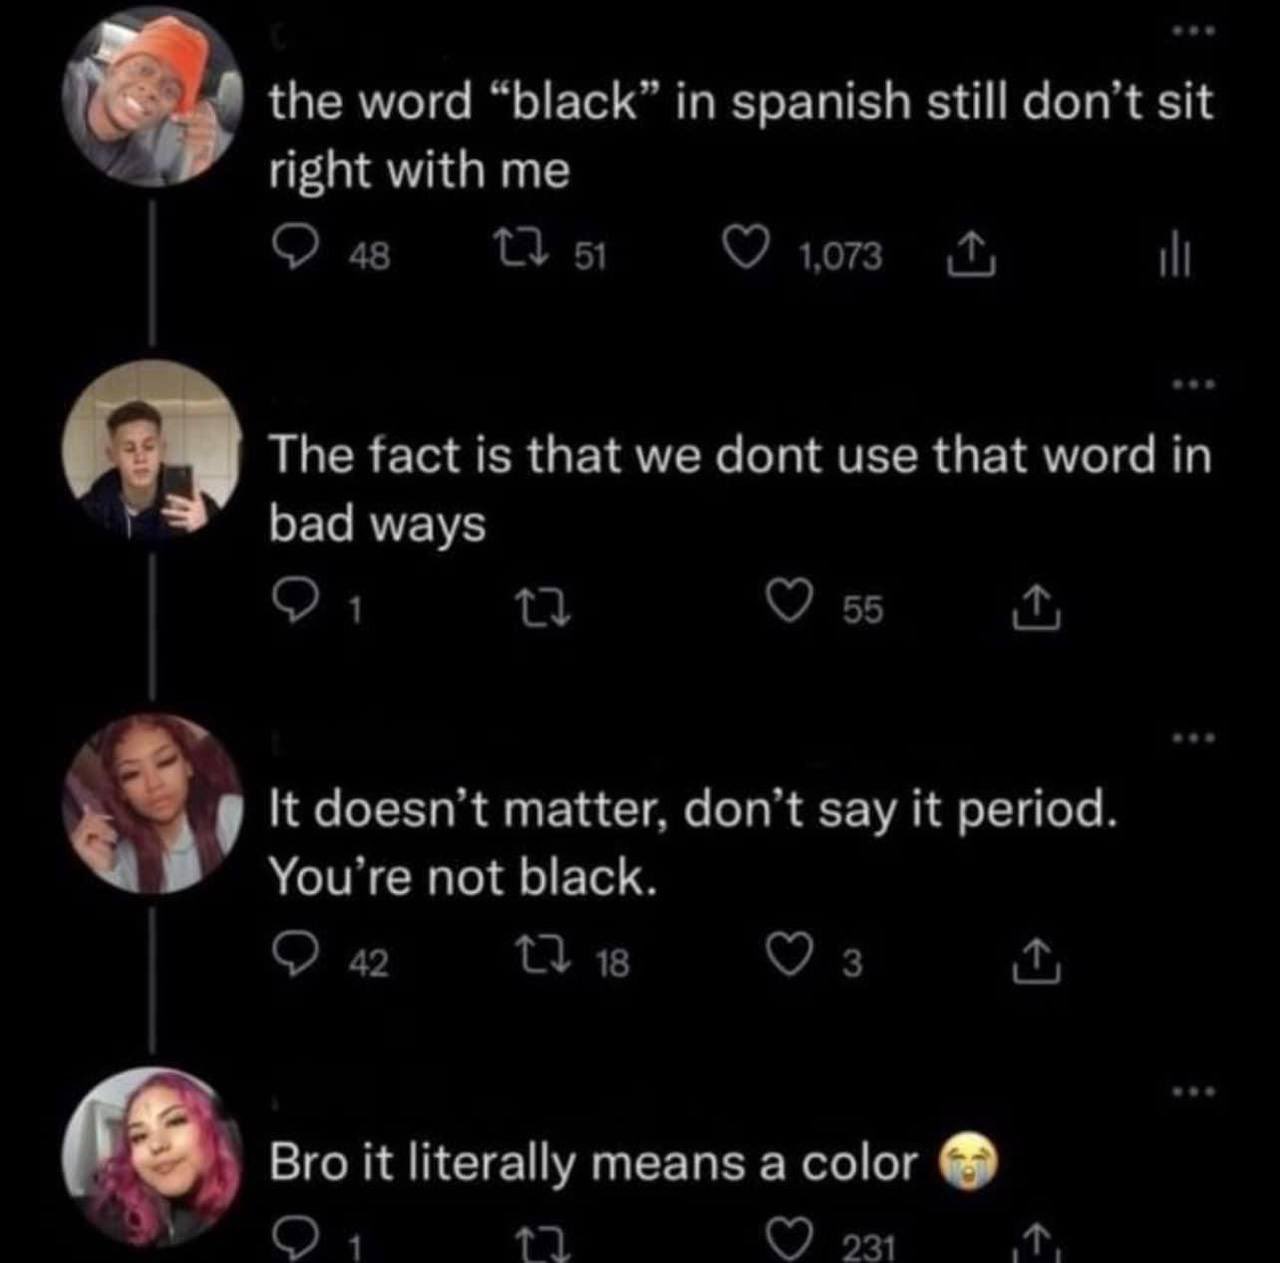 the word “black” in spanish still don’t sit
right with me
48 51 1,073
The fact is that we dont use that word in
bad ways
1 55
It doesn’t matter, don’t say it period.
You’re not black.
42 18 3
Bro it literally means a color 😭
1 231